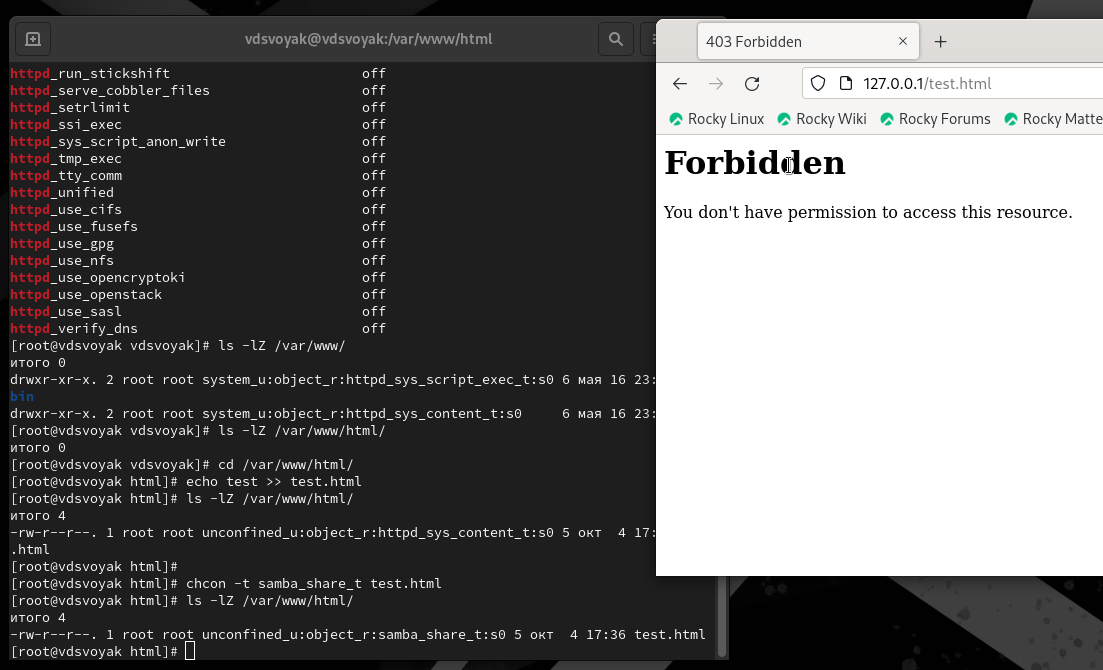 vdsvoyak@vdsvoyak:/var/www/html
httpd_run_stickshift off
httpd_serve_cobbler_files off
httpd_setrlimit off
httpd_ssi_exec off
httpd_sys_script_anon_write off
httpd_tmp_exec off
httpd_tty_comm off
httpd_unified off
httpd_use_cifs off
httpd_use_fusefs off
httpd_use_gpg off
httpd_use_nfs off
httpd_use_opencryptoki off
httpd_use_openstack off
httpd_use_sasl off
httpd_verify_dns off
[root@vdsvoyak vdsvoyak]# ls -lZ /var/www/
итого 0
drwxr-xr-x. 2 root root system_u:object_r:httpd_sys_script_exec_t:s0 6 мая 16 23:
bin
drwxr-xr-x. 2 root root system_u:object_r:httpd_sys_content_t:s0 6 мая 16 23:
[root@vdsvoyak vdsvoyak]# ls -lZ /var/www/html/
итого 0
[root@vdsvoyak vdsvoyak]# cd /var/www/html/
[root@vdsvoyak html]# echo test >> test.html
[root@vdsvoyak html]# ls -lZ /var/www/html/
итого 4
-rw-r--r--. 1 root root unconfined_u:object_r:httpd_sys_content_t:s0 5 окт 4 17:
.html
[root@vdsvoyak html]#
[root@vdsvoyak html]# chcon -t samba_share_t test.html
[root@vdsvoyak html]# ls -lZ /var/www/html/
итого 4
-rw-r--r--. 1 root root unconfined_u:object_r:samba_share_t:s0 5 окт 4 17:36 test.html
[root@vdsvoyak html]#
403 Forbidden
127.0.0.1/test.html
Rocky Linux Rocky Wiki Rocky Forums Rocky Matte
Forbidden
You don't have permission to access this resource.